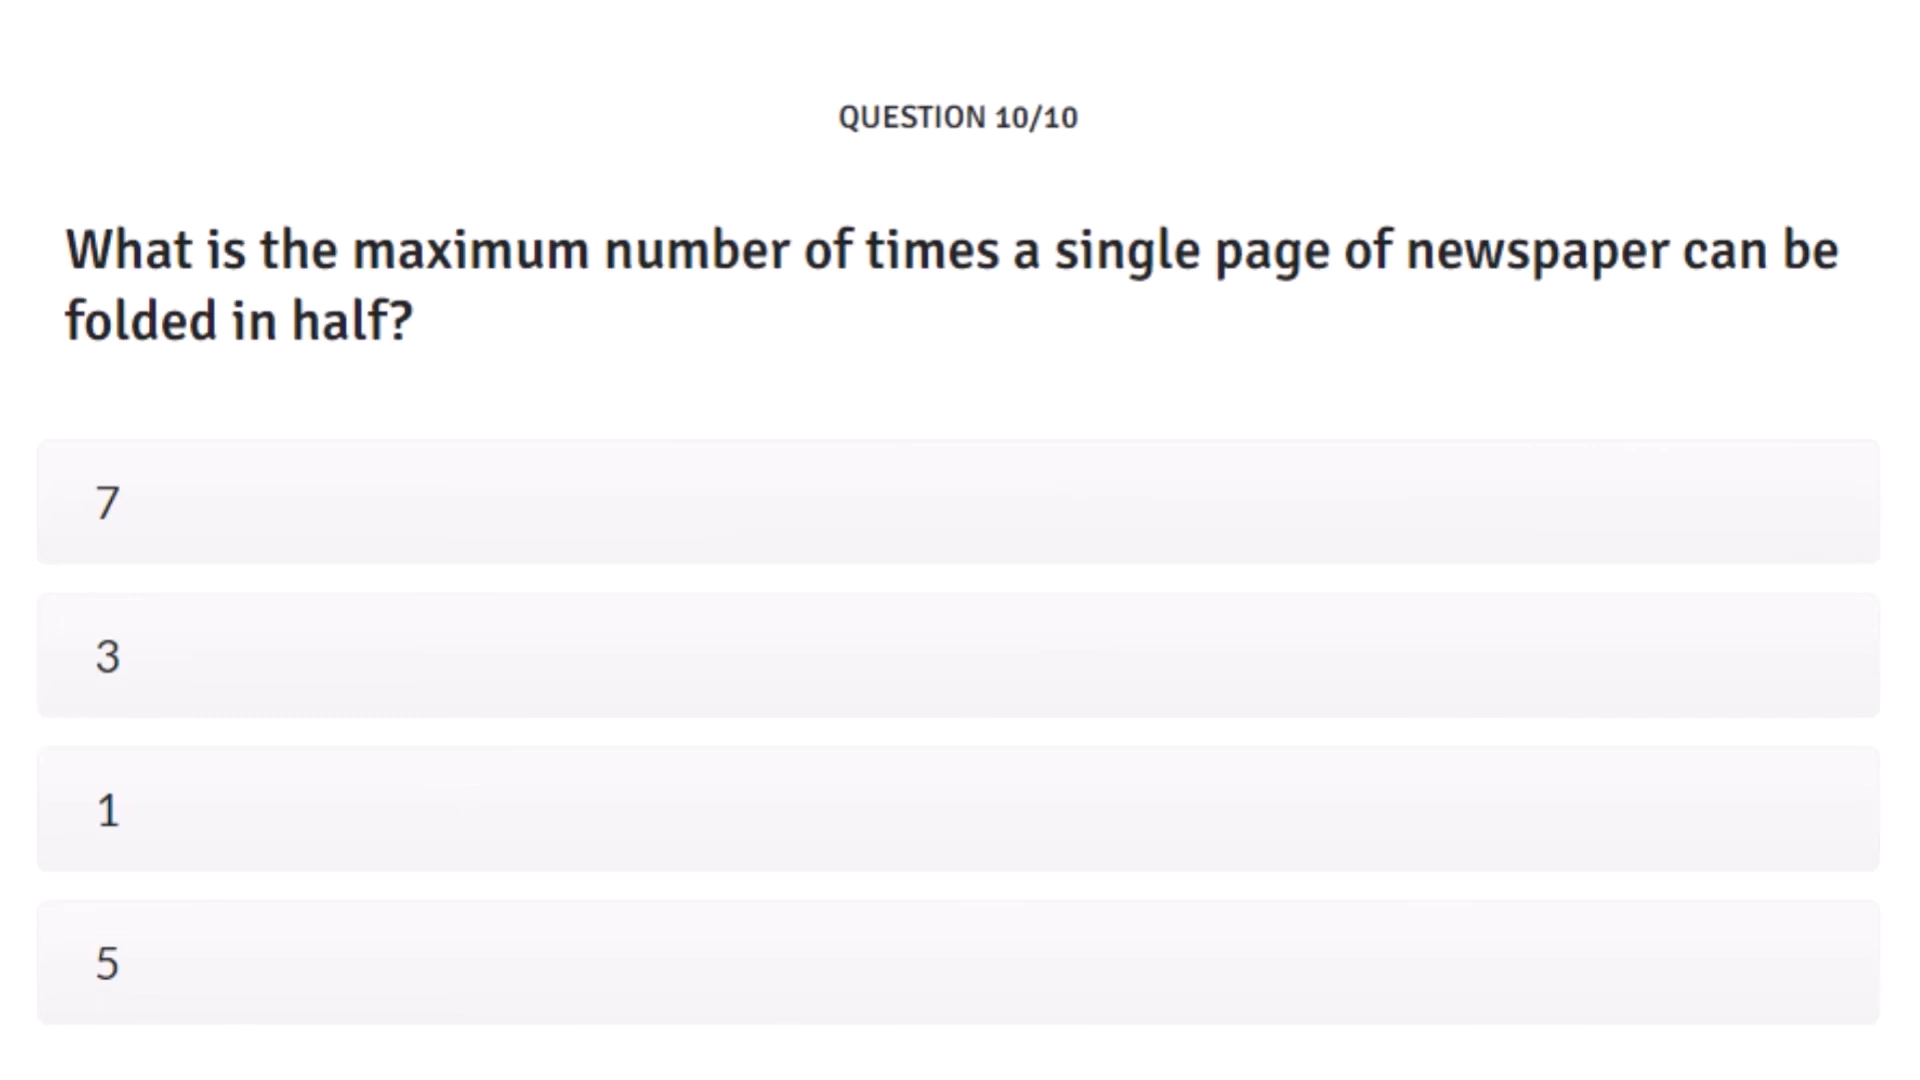 QUESTION 10/10
What is the maximum number of times a single page of newspaper can be
folded in half?
7
3
1
5